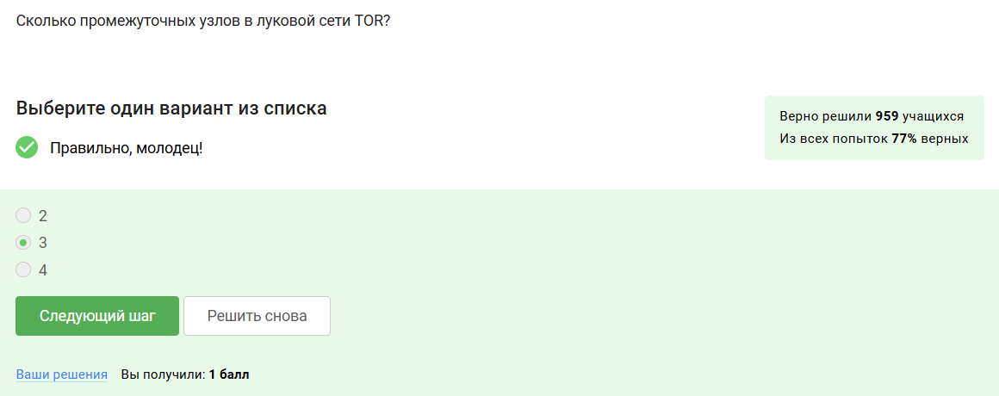 Сколько промежуточных узлов в луковой сети TOR?
Выберите один вариант из списка
Правильно, молодец!
Верно решили 959 учащихся
Из всех попыток 77% верных
2
3
4
Следующий шаг
Решить снова
Ваши решения Вы получили: 1 балл